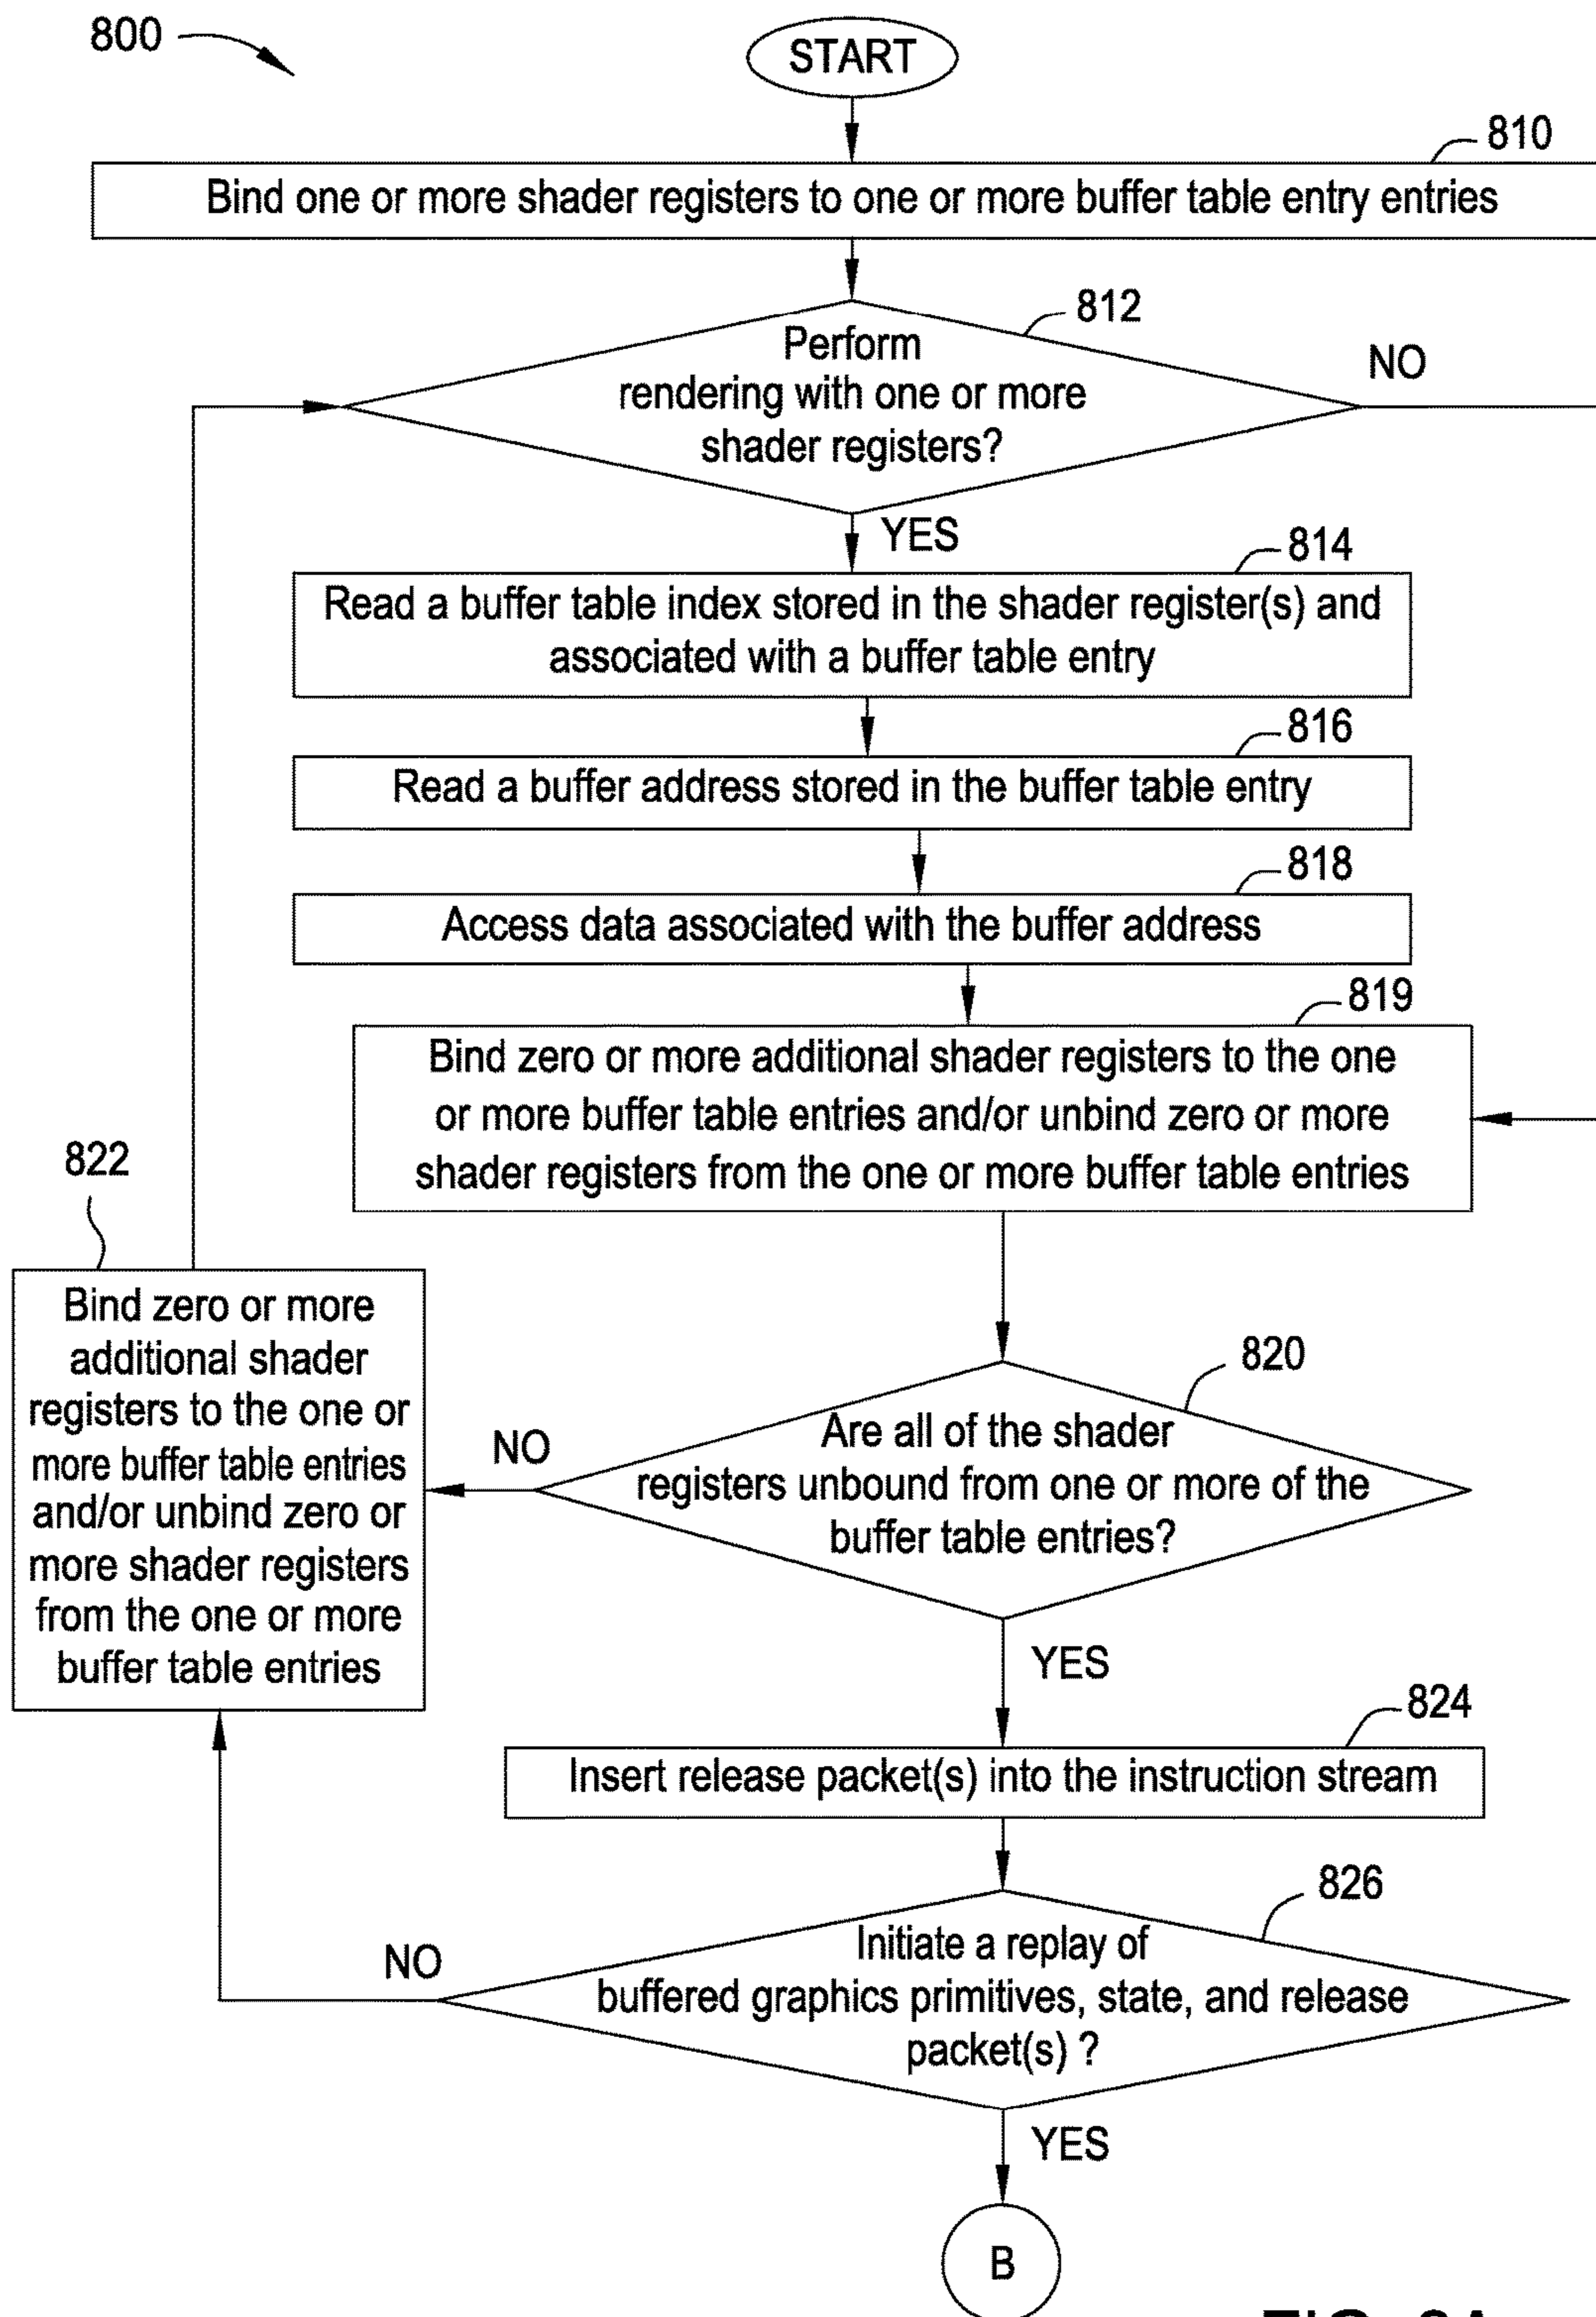 800
START
810
Bind one or more shader registers to one or more buffer table entry entries
812
Perform
rendering with one or more
shader registers?
NO
YES
814
Read a buffer table index stored in the shader register(s) and
associated with a buffer table entry
816
Read a buffer address stored in the buffer table entry
818
Access data associated with the buffer address
819
Bind zero or more additional shader registers to the one
or more buffer table entries and/or unbind zero or more
shader registers from the one or more buffer table entries
822
Bind zero or more
additional shader
registers to the one or
more buffer table entries
and/or unbind zero or
more shader registers
from the one or more
buffer table entries
820
Are all of the shader
registers unbound from one or more of the
buffer table entries?
NO
YES
824
Insert release packet(s) into the instruction stream
826
Initiate a replay of
buffered graphics primitives, state, and release
packet(s) ?
NO
YES
B